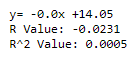 y= -0.0x +14.05
R Value: -0.0231
R^2 Value: 0.0005